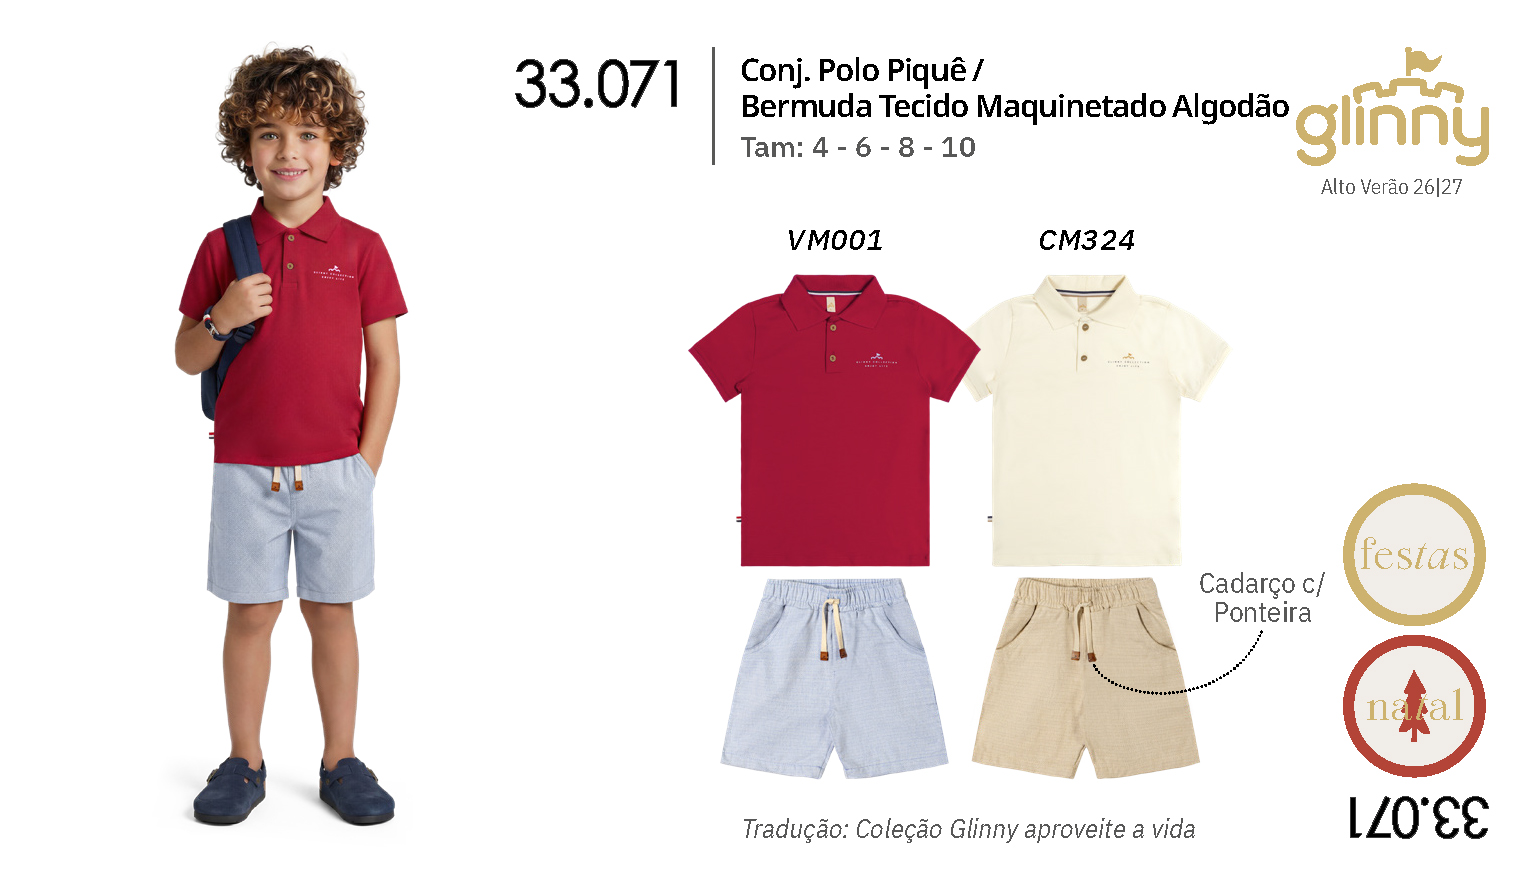 33.071
Conj. Polo Piquê /
Bermuda Tecido Maquinetado Algodão
Tam: 4 - 6 - 8 - 10
glinny
Alto Verão 26|27
VM001
CM324
Cadarço c/
Ponteira
festas
natal
Tradução: Coleção Glinny aproveite a vida
33.071